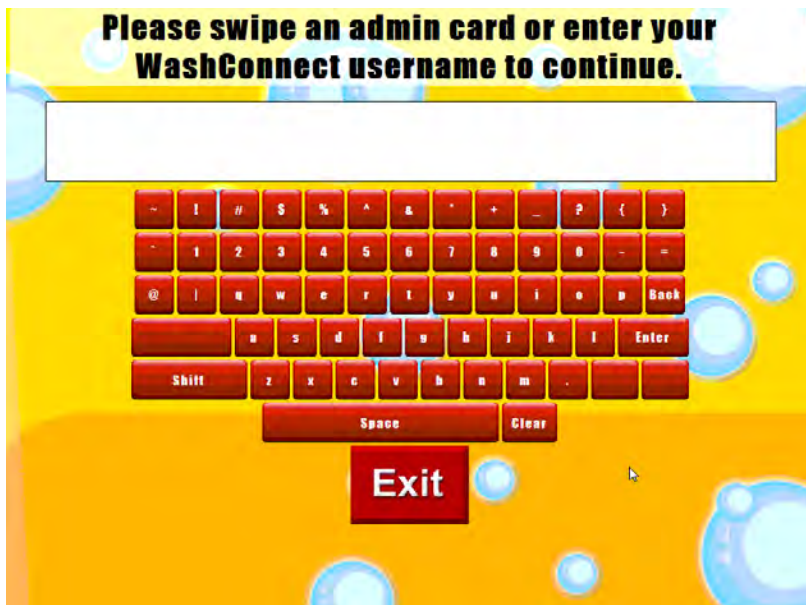 Please swipe an admin card or enter your
WashConnect username to continue.
~ ! # $ % ^ & * + _ ? { }
` 1 2 3 4 5 6 7 8 9 0 - =
@ | q w e r t y u i o p Back
a s d f g h j k l Enter
Shift z x c v b n m .
Space Clear
Exit